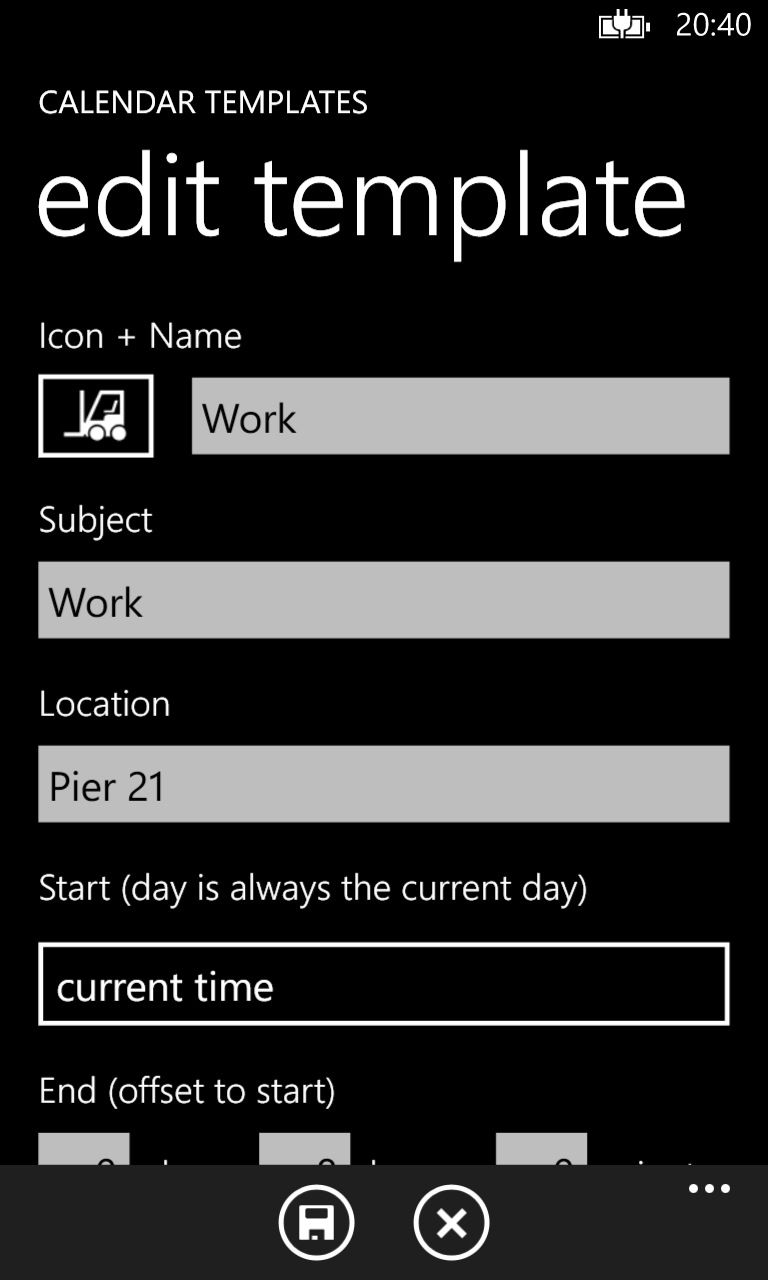 20:40
CALENDAR TEMPLATES
edit template
Icon + Name
Work
Subject
Work
Location
Pier 21
Start (day is always the current day)
current time
End (offset to start)